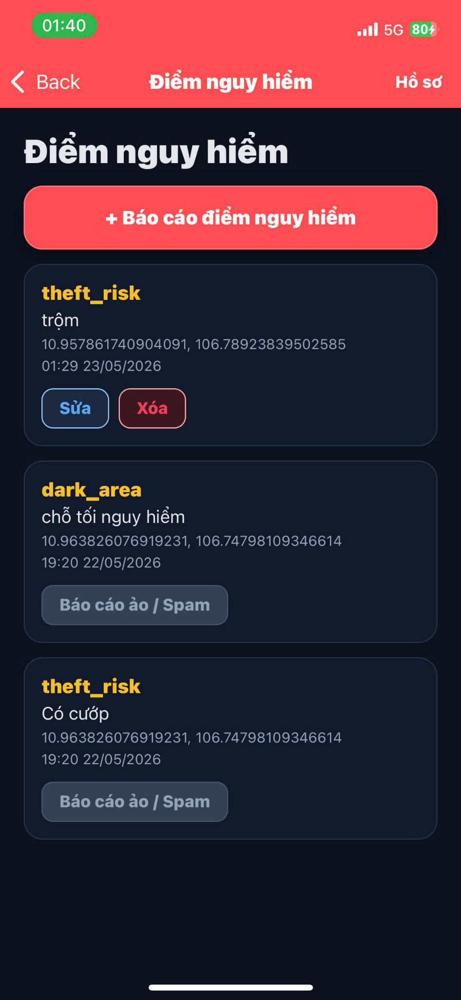 01:40
5G 80
Back
Điểm nguy hiểm
Hồ sơ
Điểm nguy hiểm
+ Báo cáo điểm nguy hiểm
theft_risk
trộm
10.957861740904091, 106.78923839502585
01:29 23/05/2026
Sửa
Xóa
dark_area
chỗ tối nguy hiểm
10.963826076919231, 106.74798109346614
19:20 22/05/2026
Báo cáo ảo / Spam
theft_risk
Có cướp
10.963826076919231, 106.74798109346614
19:20 22/05/2026
Báo cáo ảo / Spam